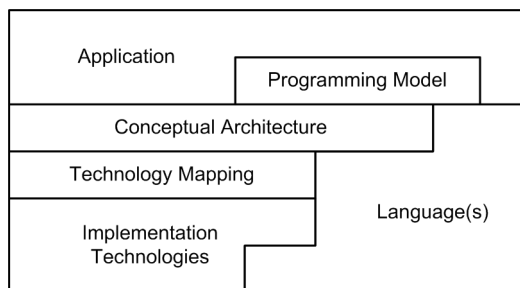 Application
Programming Model
Conceptual Architecture
Technology Mapping
Language(s)
Implementation
Technologies